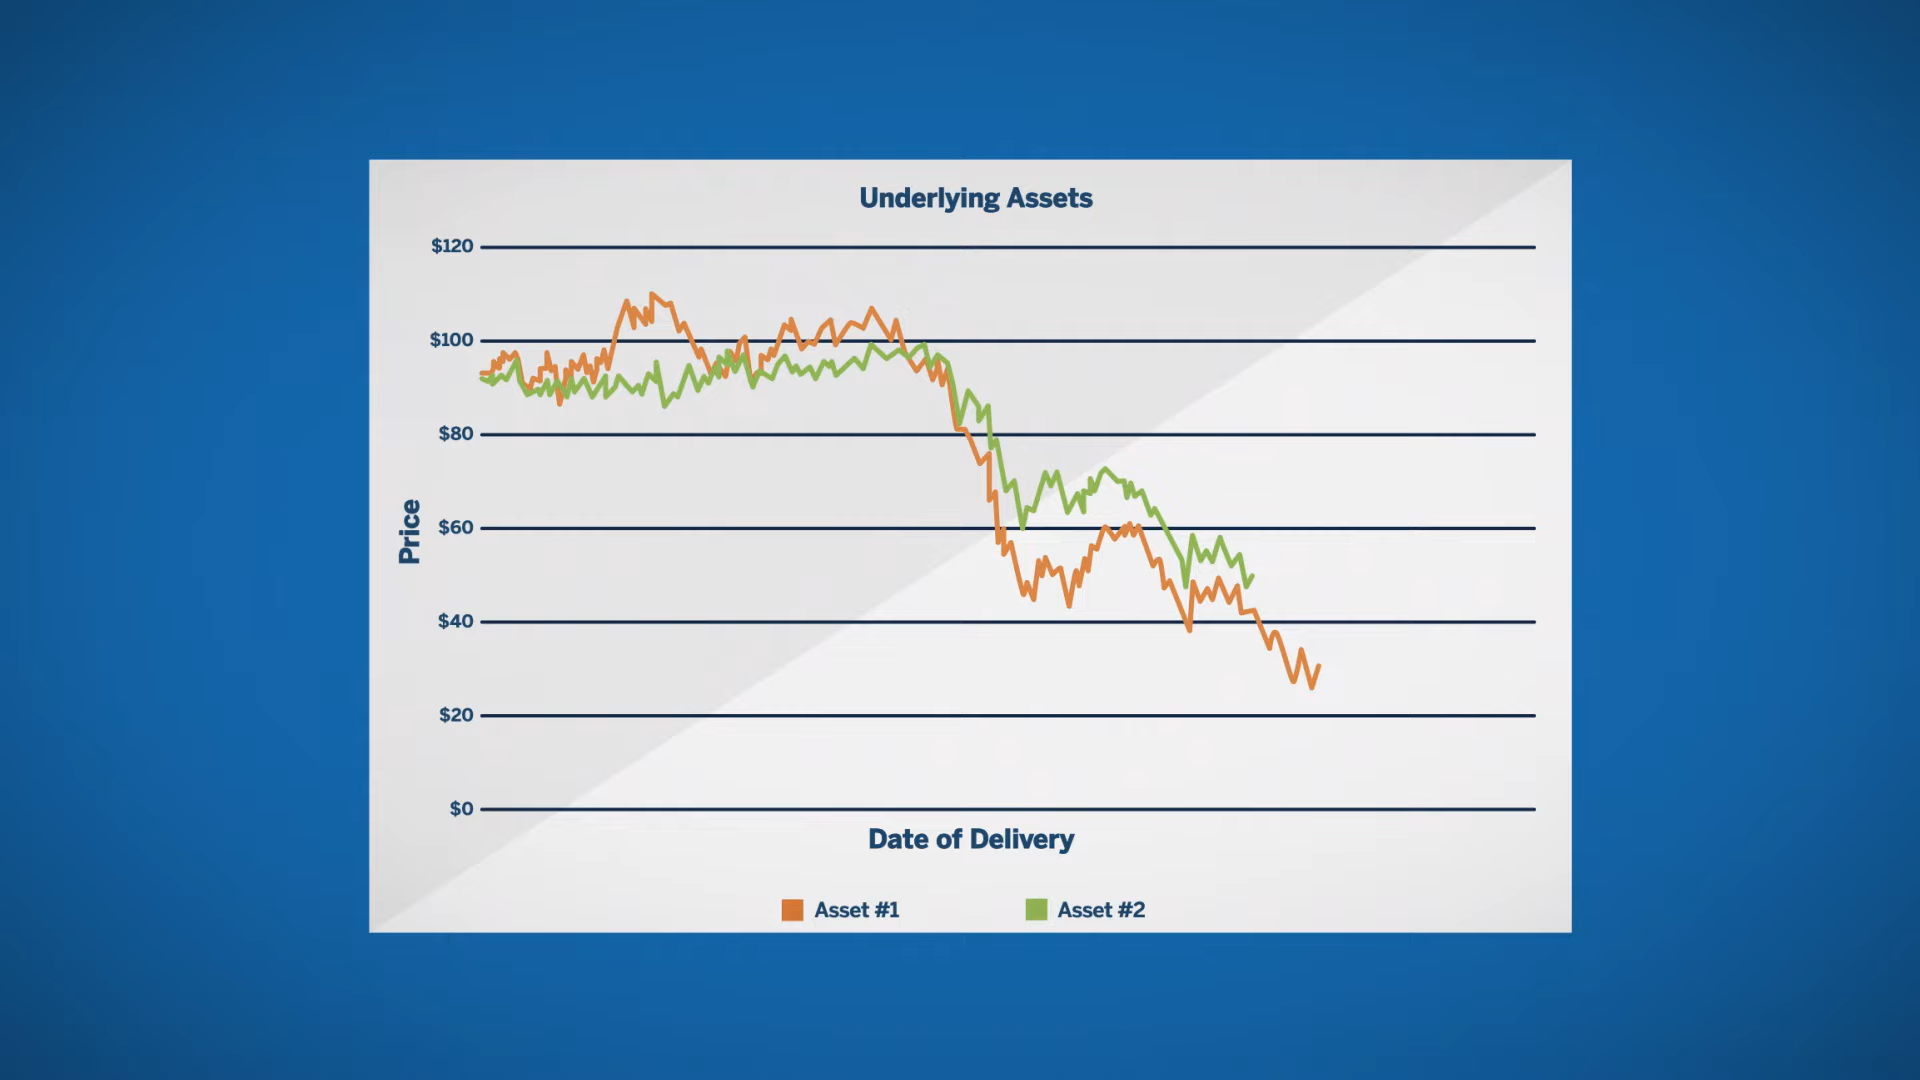 Underlying Assets
$120
$100
$80
$60
$40
$20
$0
Price
Date of Delivery
Asset #1
Asset #2